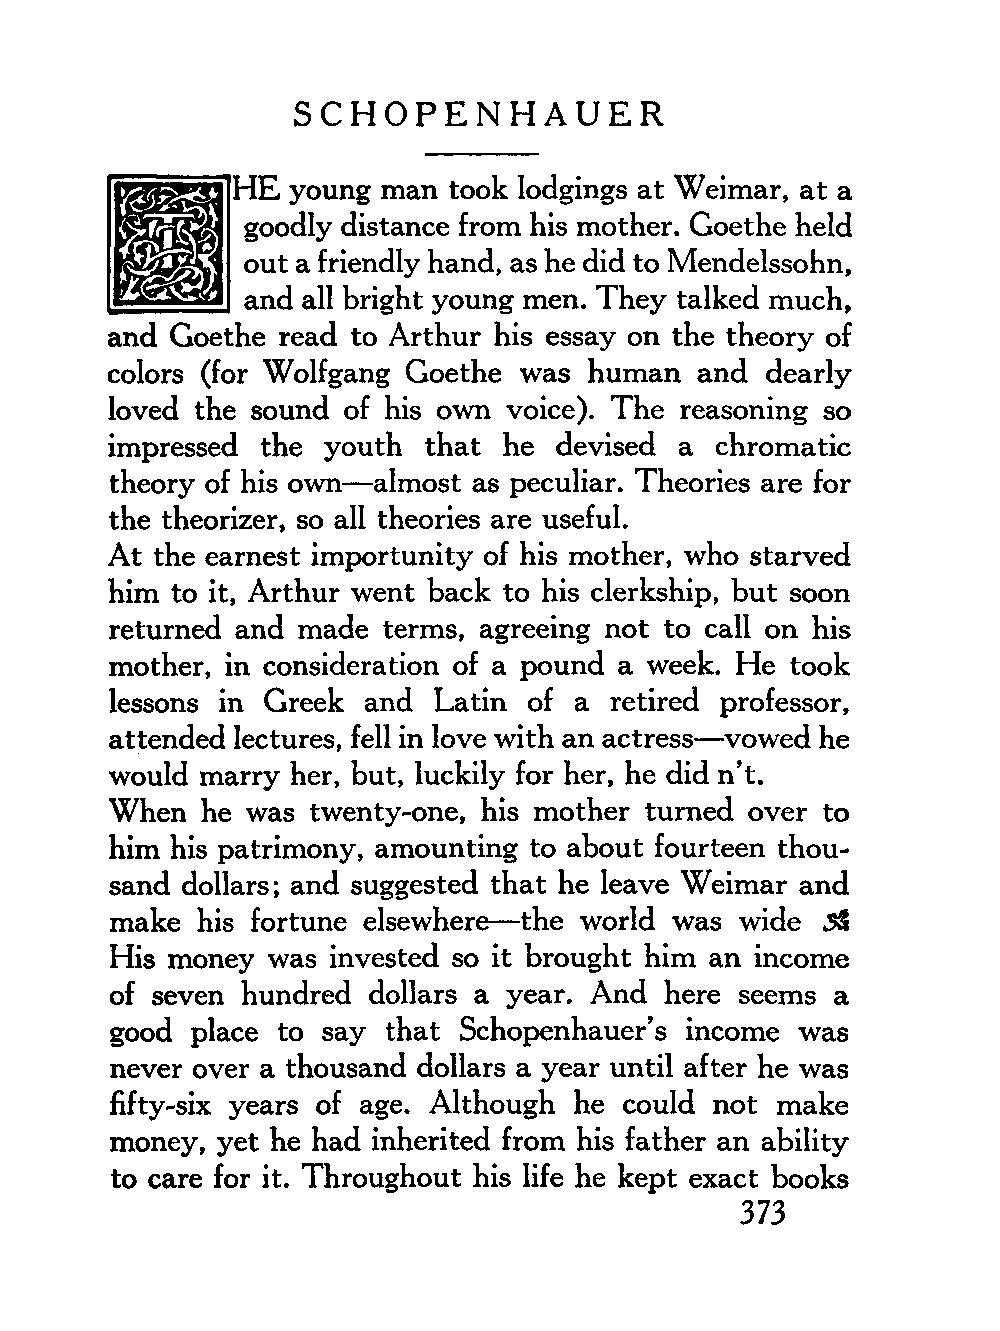 SCHOPENHAUER
THE young man took lodgings at Weimar, at a
goodly distance from his mother. Goethe held
out a friendly hand, as he did to Mendelssohn,
and all bright young men. They talked much,
and Goethe read to Arthur his essay on the theory of
colors (for Wolfgang Goethe was human and dearly
loved the sound of his own voice). The reasoning so
impressed the youth that he devised a chromatic
theory of his own—almost as peculiar. Theories are for
the theorizer, so all theories are useful.
At the earnest importunity of his mother, who starved
him to it, Arthur went back to his clerkship, but soon
returned and made terms, agreeing not to call on his
mother, in consideration of a pound a week. He took
lessons in Greek and Latin of a retired professor,
attended lectures, fell in love with an actress—vowed he
would marry her, but, luckily for her, he did n't.
When he was twenty-one, his mother turned over to
him his patrimony, amounting to about fourteen thou-
sand dollars; and suggested that he leave Weimar and
make his fortune elsewhere—the world was wide
His money was invested so it brought him an income
of seven hundred dollars a year. And here seems a
good place to say that Schopenhauer's income was
never over a thousand dollars a year until after he was
fifty-six years of age. Although he could not make
money, yet he had inherited from his father an ability
to care for it. Throughout his life he kept exact books
373